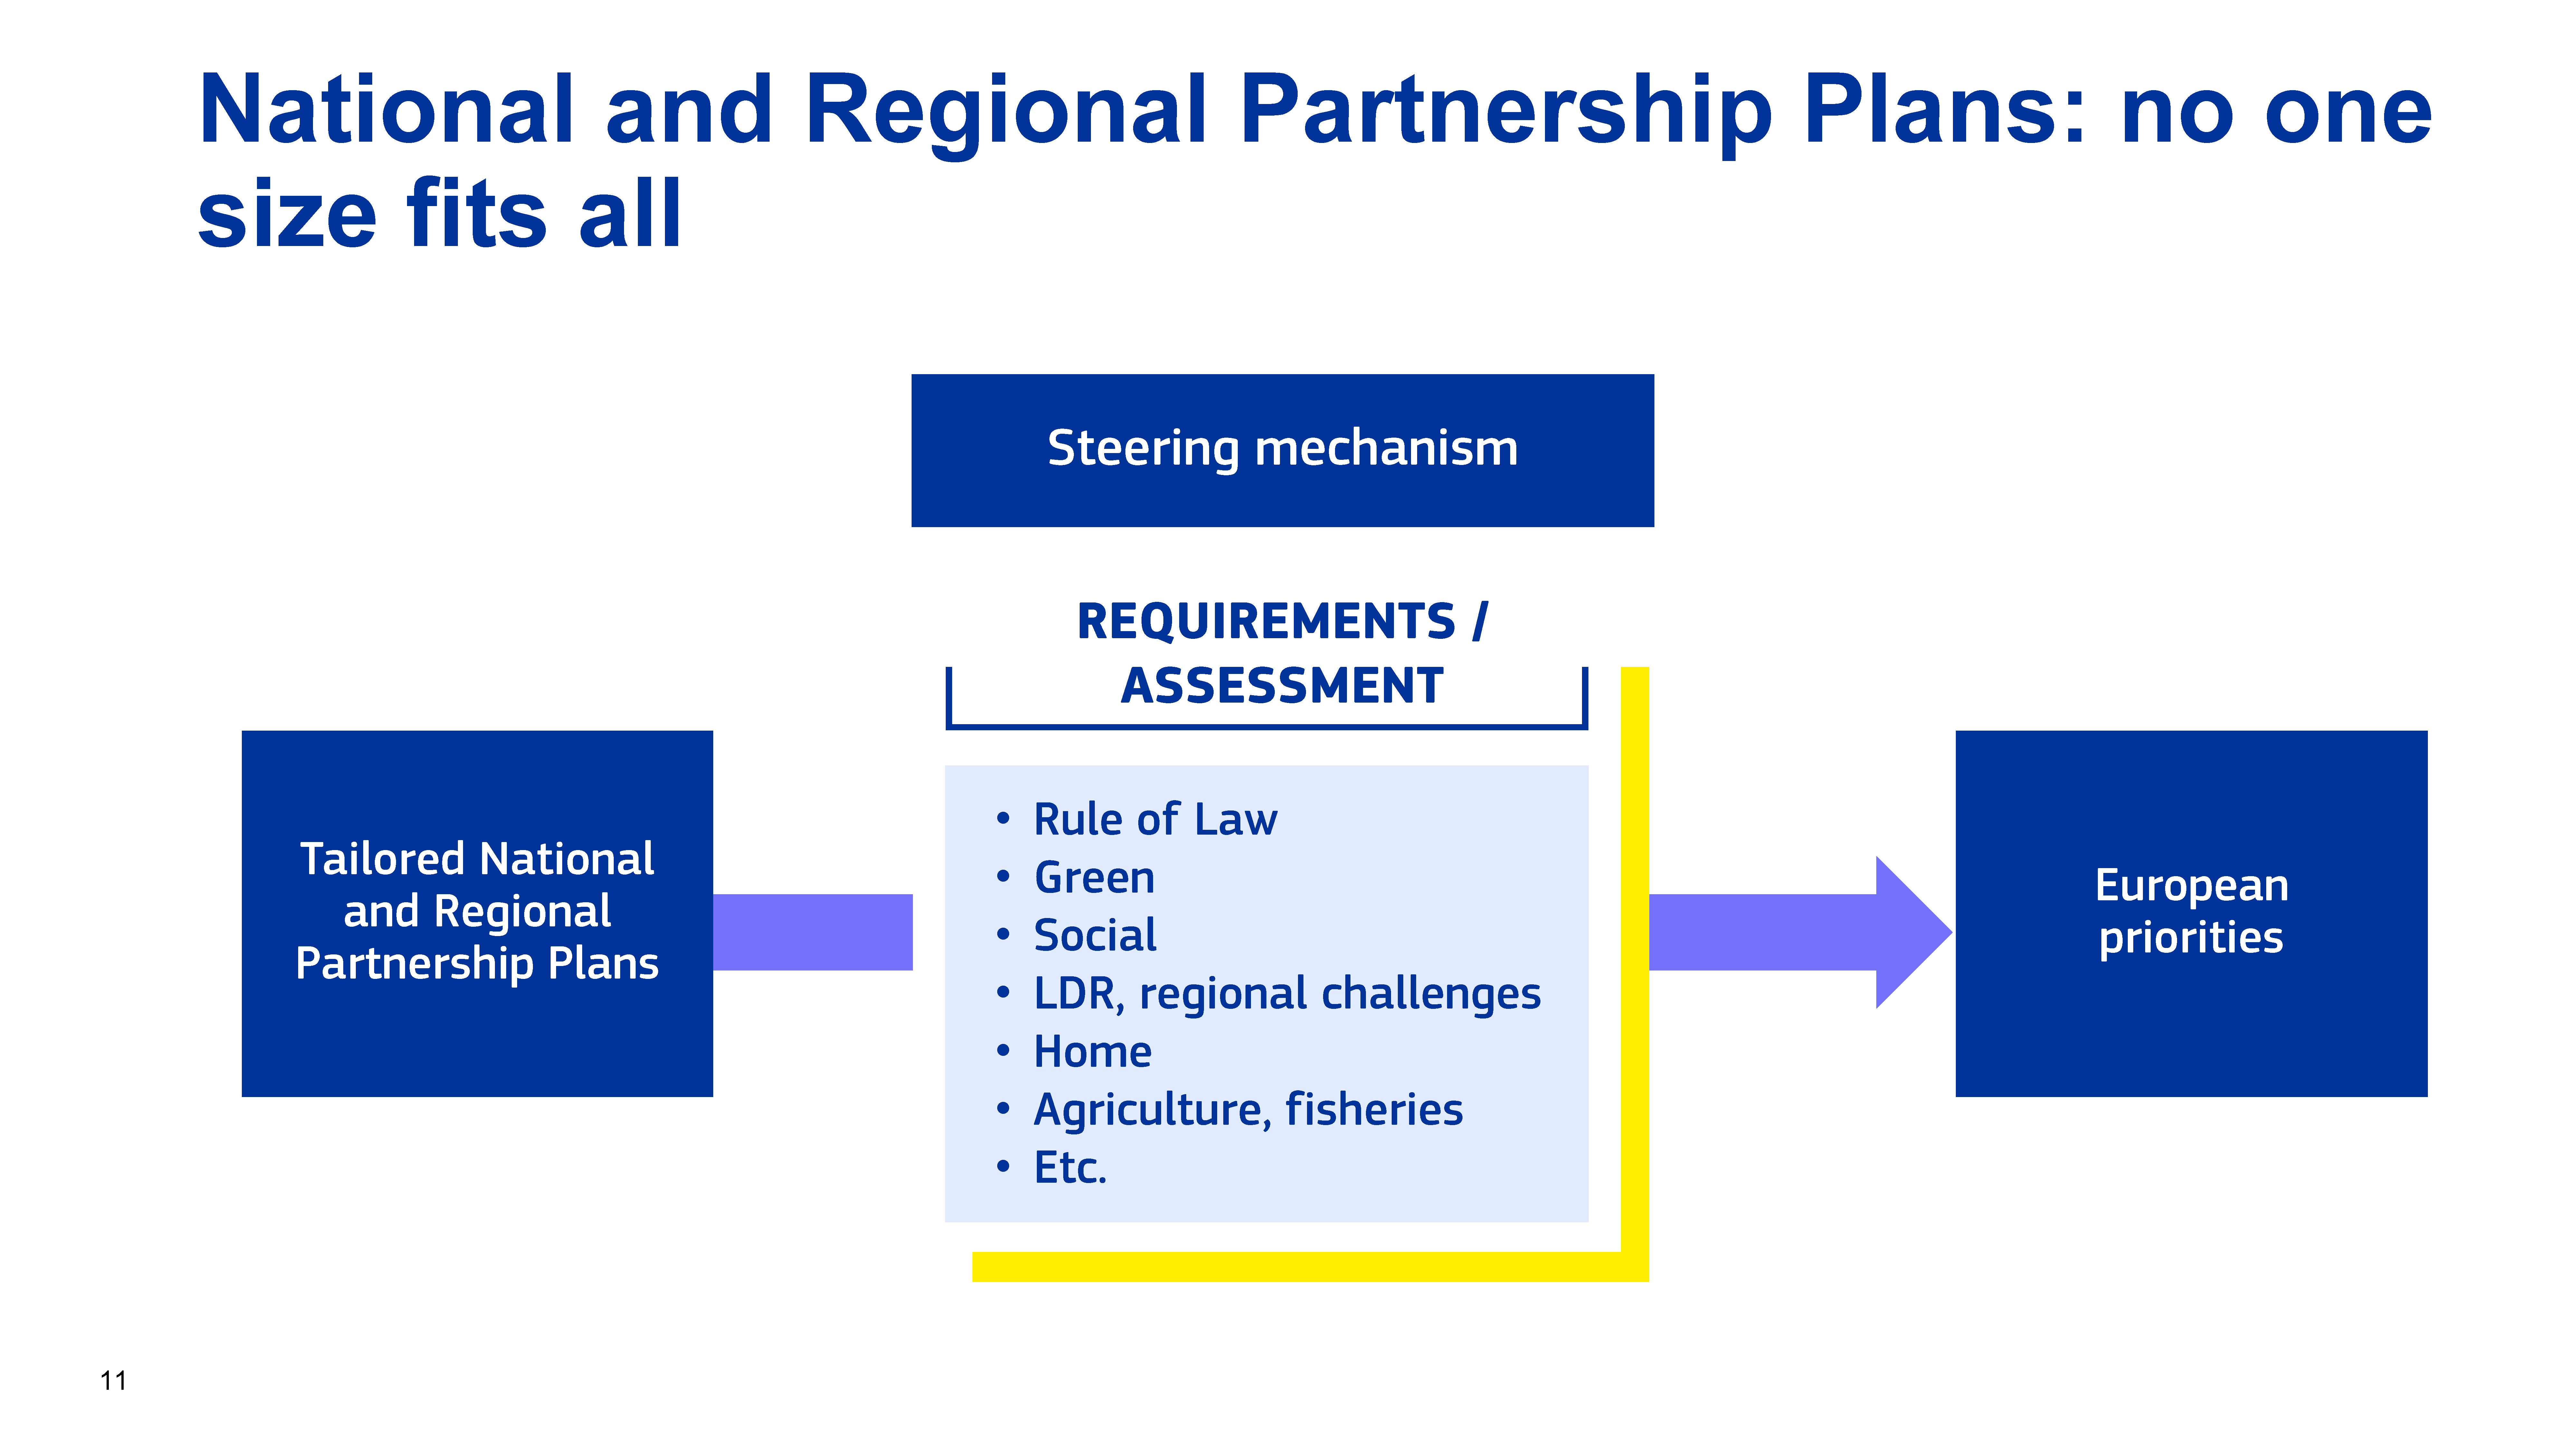 National and Regional Partnership Plans: no one
size fits all
Steering mechanism
REQUIREMENTS /
ASSESSMENT
Tailored National
and Regional
Partnership Plans
• Rule of Law
• Green
• Social
• LDR, regional challenges
• Home
• Agriculture, fisheries
• Etc.
European
priorities
11